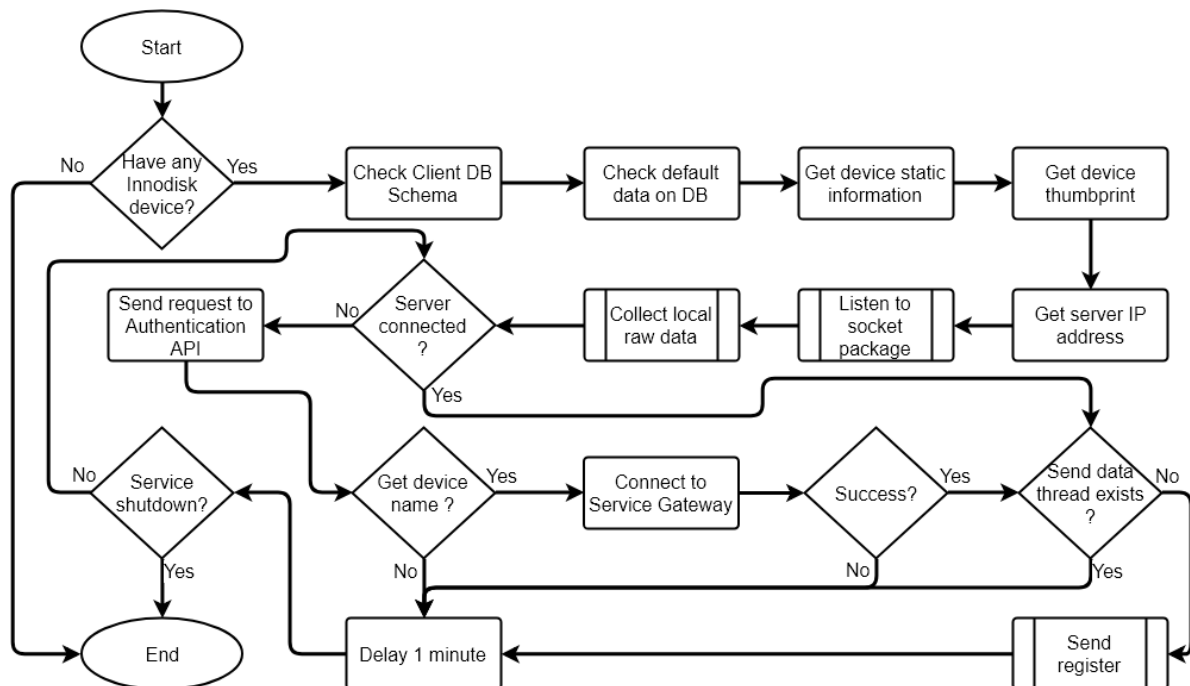 Start
Have any
Innodisk
device?
No
Yes
Check Client DB
Schema
Check default
data on DB
Get device static
information
Get device
thumbprint
Send request to
Authentication
API
No
Server
connected
?
Yes
Collect local
raw data
Listen to
socket
package
Get server IP
address
No
Service
shutdown?
Yes
Get device
name ?
Yes
No
Connect to
Service Gateway
Success?
Yes
No
Send data
thread exists
?
No
Yes
End
Delay 1 minute
Send
register